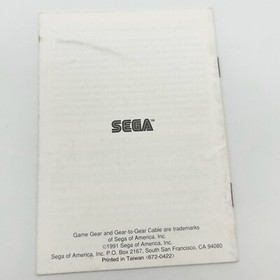 SEGA™
Game Gear and Gear-to-Gear Cable are trademarks
of Sega of America, Inc.
©1991 Sega of America, Inc.
Sega of America, Inc. P.O. Box 2167, South San Francisco, CA 94080
Printed in Taiwan <672-0422>